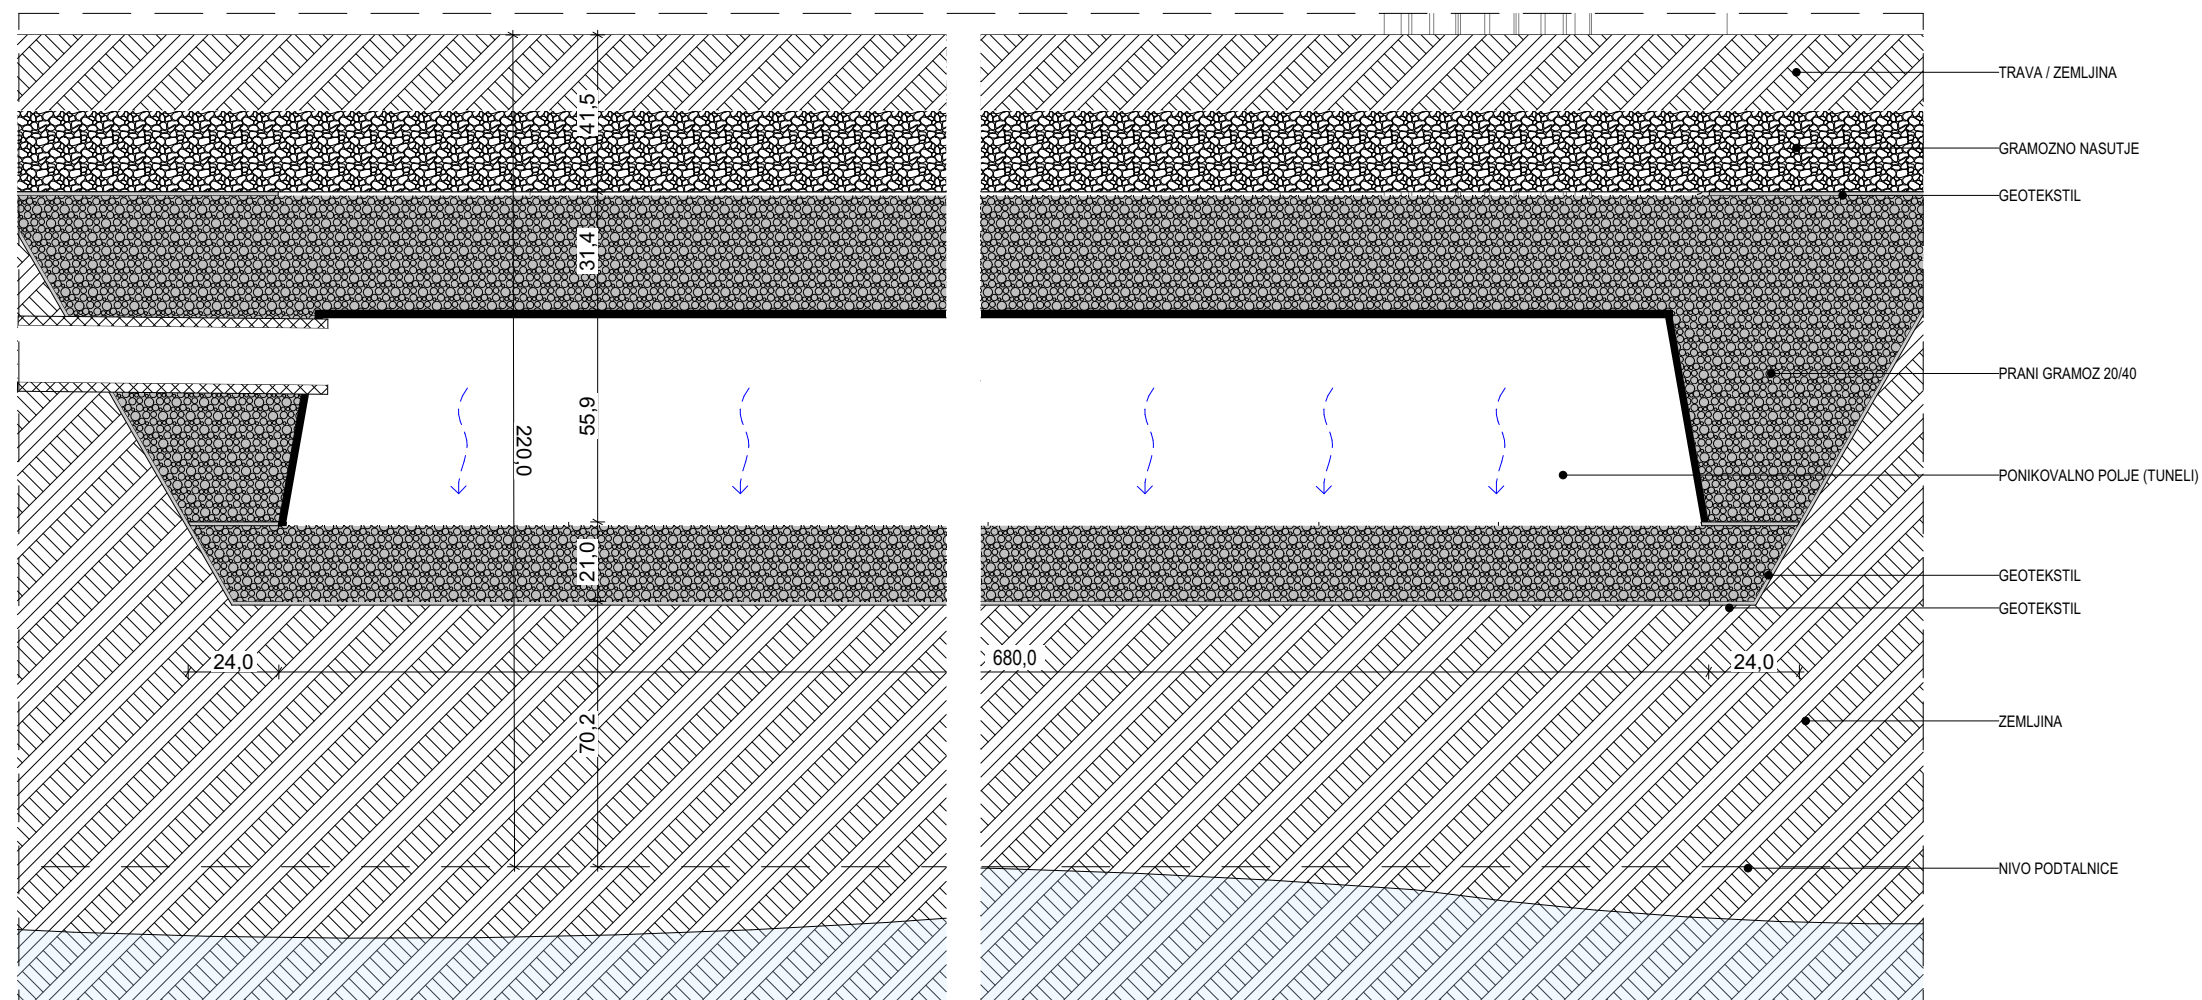 TRAVA / ZEMLJINA
41,5
GRAMOZNO NASUTJE
GEOTEKSTIL
31,4
PRANI GRAMOZ 20/40
55,9
220,0
PONIKOVALNO POLJE (TUNELI)
21,0
GEOTEKSTIL
GEOTEKSTIL
24,0
680,0
24,0
70,2
ZEMLJINA
NIVO PODTALNICE